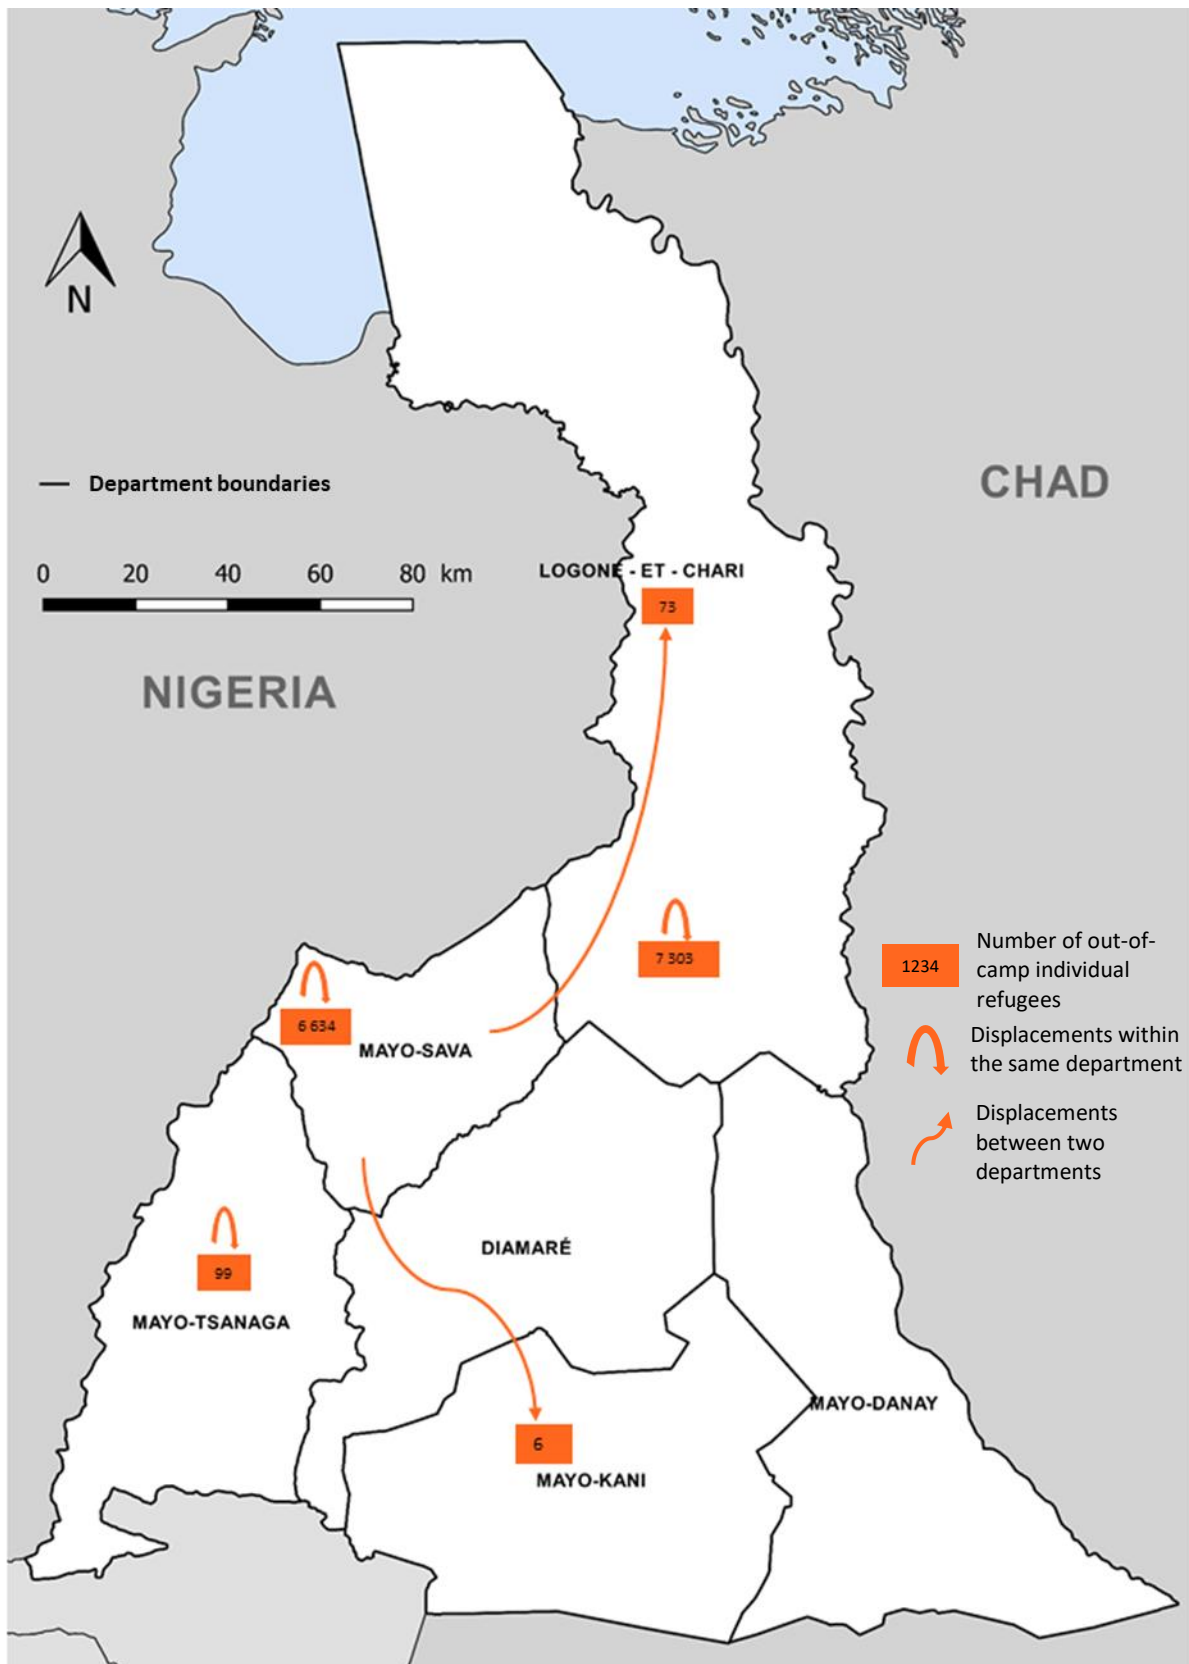 N
CHAD
Department boundaries
0 20 40 60 80 km
LOGONE - ET - CHARI
73
NIGERIA
7 303
6 634
MAYO-SAVA
1234
Number of out-of-
camp individual
refugees
Displacements within
the same department
Displacements
between two
departments
DIAMARÉ
99
MAYO-TSANAGA
MAYO-DANAY
6
MAYO-KANI